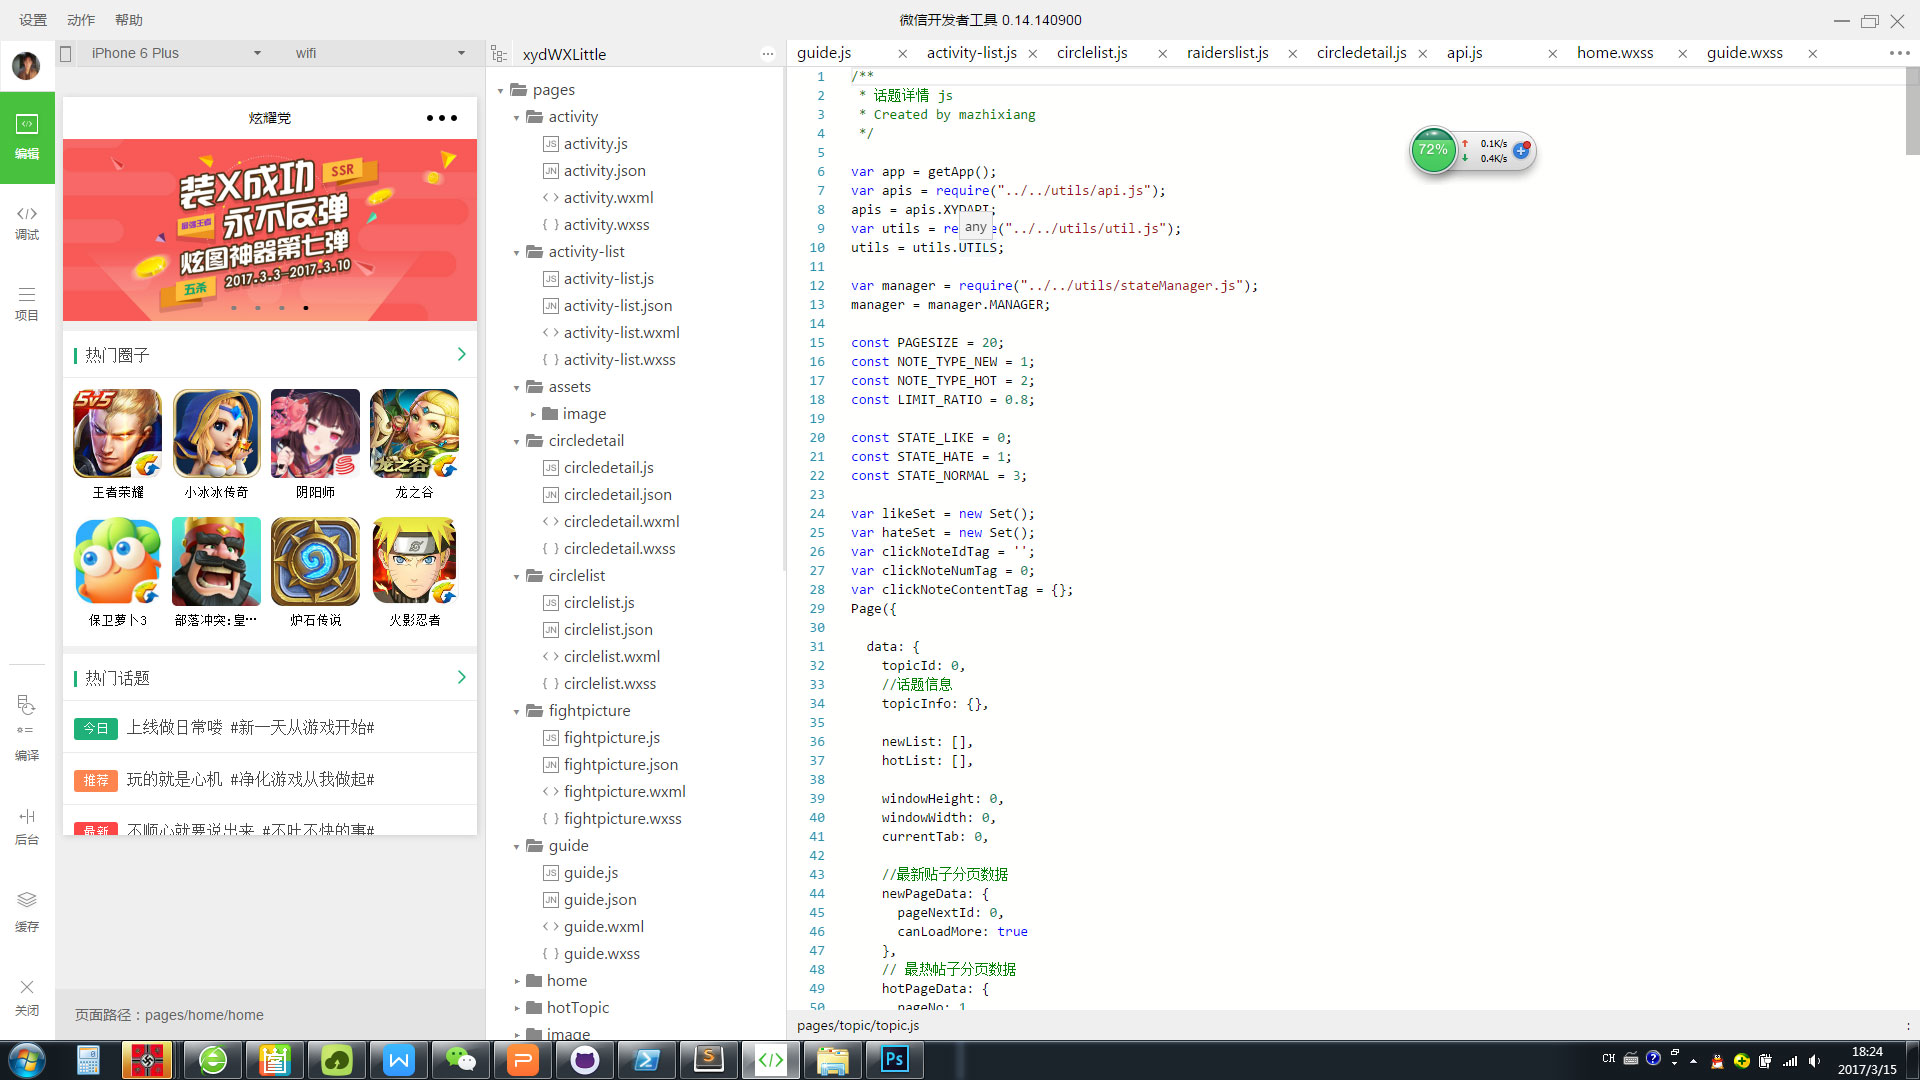 设置 动作 帮助
微信开发者工具 0.14.140900
iPhone 6 Plus
wifi
编辑
调试
项目
编译
后台
缓存
关闭
炫耀党
装X成功 SSR
最强王者 永不反弹
炫图神器第七弹
五杀 2017.3.3—2017.3.10
热门圈子
5v5
王者荣耀 小冰冰传奇 阴阳师 龙之谷
保卫萝卜3 部落冲突:皇… 炉石传说 火影忍者
热门话题
今日 上线做日常喽 #新一天从游戏开始#
推荐 玩的就是心机 #净化游戏从我做起#
最新 不顺心就要说出来 #不吐不快的事#
页面路径：pages/home/home
xydWXLittle
pages
activity
JS activity.js
JN activity.json
<> activity.wxml
{ } activity.wxss
activity-list
JS activity-list.js
JN activity-list.json
<> activity-list.wxml
{ } activity-list.wxss
assets
image
circledetail
JS circledetail.js
JN circledetail.json
<> circledetail.wxml
{ } circledetail.wxss
circlelist
JS circlelist.js
JN circlelist.json
<> circlelist.wxml
{ } circlelist.wxss
fightpicture
JS fightpicture.js
JN fightpicture.json
<> fightpicture.wxml
{ } fightpicture.wxss
guide
JS guide.js
JN guide.json
<> guide.wxml
{ } guide.wxss
home
hotTopic
image
guide.js activity-list.js circlelist.js raiderslist.js circledetail.js api.js home.wxss guide.wxss
1 /**
2 * 话题详情 js
3 * Created by mazhixiang
4 */
5
6 var app = getApp();
7 var apis = require("../../utils/api.js");
8 apis = apis.XYDAPI;
any
9 var utils = require("../../utils/util.js");
10 utils = utils.UTILS;
11
12 var manager = require("../../utils/stateManager.js");
13 manager = manager.MANAGER;
14
15 const PAGESIZE = 20;
16 const NOTE_TYPE_NEW = 1;
17 const NOTE_TYPE_HOT = 2;
18 const LIMIT_RATIO = 0.8;
19
20 const STATE_LIKE = 0;
21 const STATE_HATE = 1;
22 const STATE_NORMAL = 3;
23
24 var likeSet = new Set();
25 var hateSet = new Set();
26 var clickNoteIdTag = '';
27 var clickNoteNumTag = 0;
28 var clickNoteContentTag = {};
29 Page({
30
31 data: {
32 topicId: 0,
33 //话题信息
34 topicInfo: {},
35
36 newList: [],
37 hotList: [],
38
39 windowHeight: 0,
40 windowWidth: 0,
41 currentTab: 0,
42
43 //最新贴子分页数据
44 newPageData: {
45 pageNextId: 0,
46 canLoadMore: true
47 },
48 // 最热帖子分页数据
49 hotPageData: {
50 pageNo: 1
72%
0.1K/s
0.4K/s
pages/topic/topic.js
CH
18:24
2017/3/15